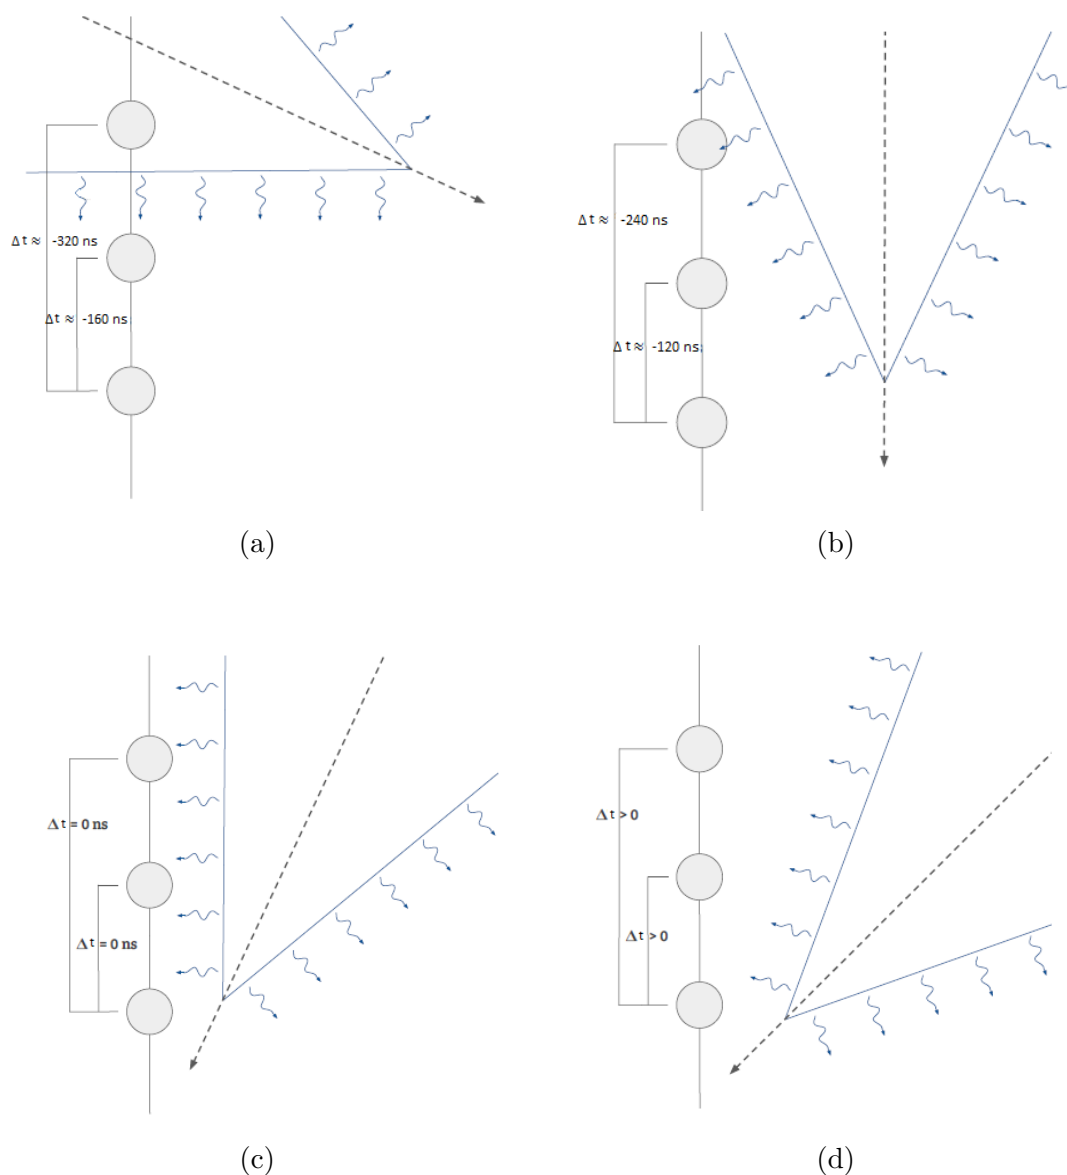 Δt ≈ -320 ns
Δt ≈ -160 ns
Δt ≈ -240 ns
Δt ≈ -120 ns
(a)
(b)
Δt = 0 ns
Δt = 0 ns
Δt > 0
Δt > 0
(c)
(d)